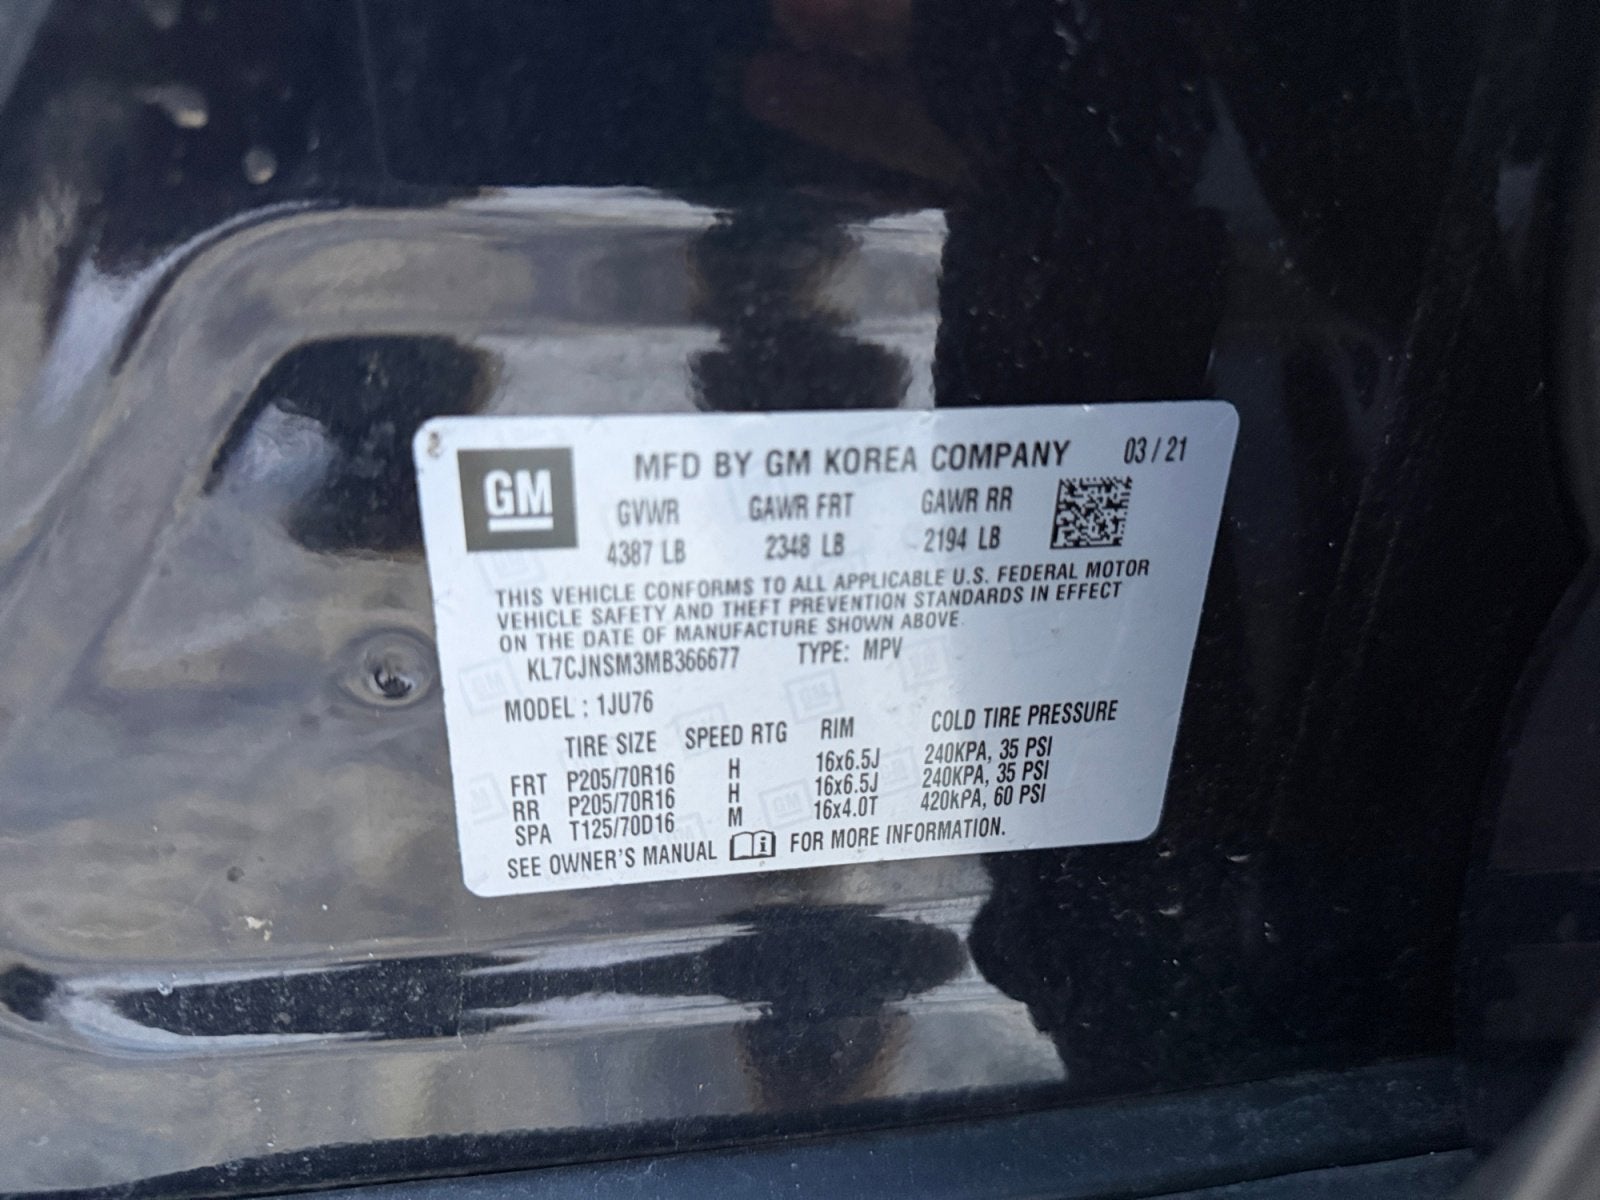 GM
MFD BY GM KOREA COMPANY 03 / 21
GVWR GAWR FRT GAWR RR
4387 LB 2348 LB 2194 LB
THIS VEHICLE CONFORMS TO ALL APPLICABLE U.S. FEDERAL MOTOR
VEHICLE SAFETY AND THEFT PREVENTION STANDARDS IN EFFECT
ON THE DATE OF MANUFACTURE SHOWN ABOVE.
KL7CJNSM3MB366677 TYPE: MPV
MODEL : 1JU76
TIRE SIZE SPEED RTG RIM COLD TIRE PRESSURE
FRT P205/70R16 H 16x6.5J 240KPA, 35 PSI
RR P205/70R16 H 16x6.5J 240KPA, 35 PSI
SPA T125/70D16 M 16x4.0T 420kPA, 60 PSI
SEE OWNER'S MANUAL i FOR MORE INFORMATION.